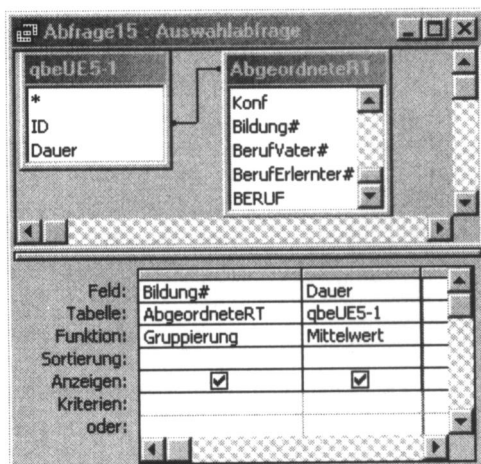 Abfrage15 : Auswahlabfrage
qbeUE5-1
*
ID
Dauer
AbgeordneteRT
Konf
Bildung#
BerufVater#
BerufErlernter#
BERUF
Feld: Bildung# Dauer
Tabelle: AbgeordneteRT qbeUE5-1
Funktion: Gruppierung Mittelwert
Sortierung:
Anzeigen:
Kriterien:
oder: